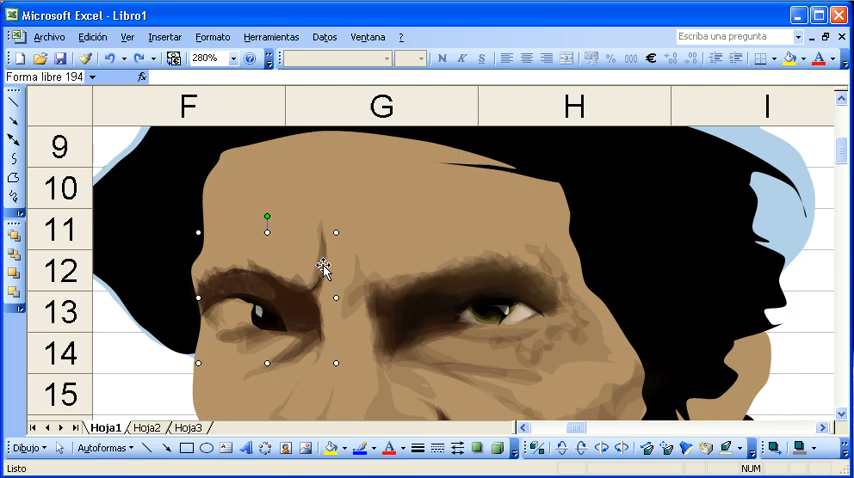 Microsoft Excel - Libro1
Archivo Edición Ver Insertar Formato Herramientas Datos Ventana ? Escriba una pregunta
280% N K S % 000 € A
Forma libre 194 fx
F G H I
9
10
11
12
13
14
15
Hoja1 Hoja2 Hoja3
Dibujo Autoformas A A
Listo NUM